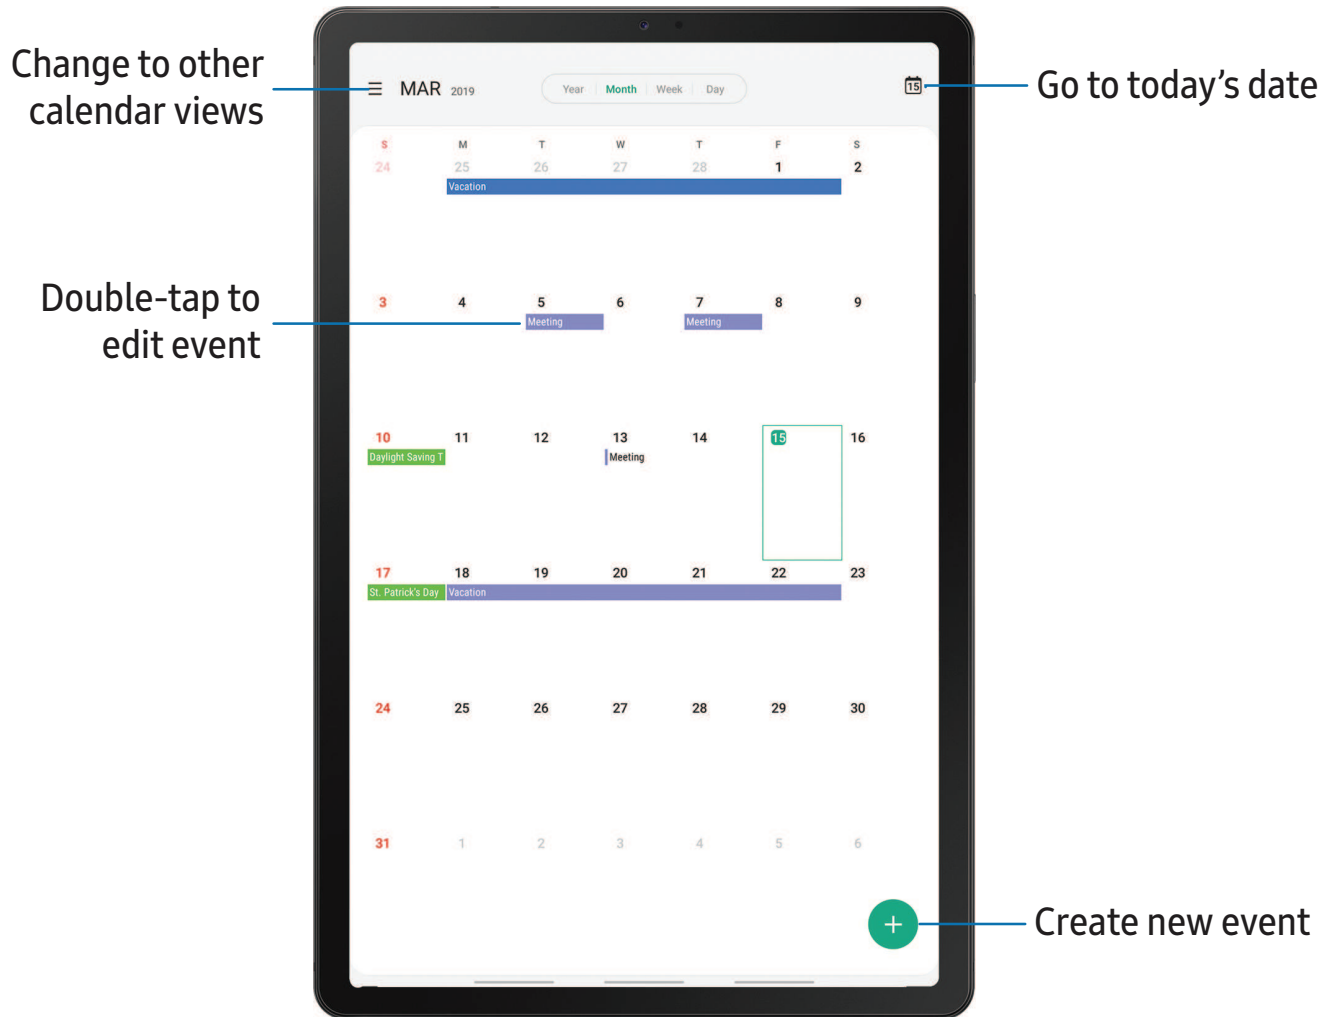 Change to other
calendar views
MAR 2019
Year Month Week Day
15
Go to today's date
S M T W T F S
24 25 26 27 28 1 2
Vacation
Double-tap to
edit event
3 4 5 6 7 8 9
Meeting Meeting
10 11 12 13 14 15 16
Daylight Saving T Meeting
17 18 19 20 21 22 23
St. Patrick's Day Vacation
24 25 26 27 28 29 30
31 1 2 3 4 5 6
+ Create new event